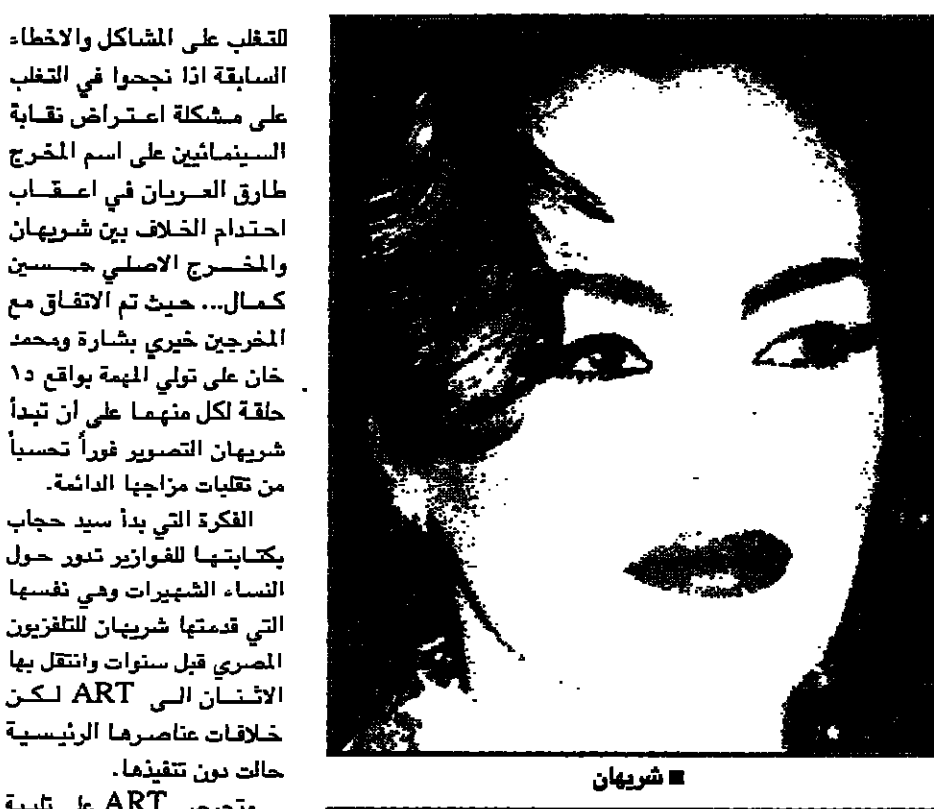 للتغلب على المشاكل والاخطاء
السابقة اذا نجحوا في التغلب
على مشكلة اعتراض نقابة
السينمائيين على اسم المخرج
طارق العريان في اعقاب
احتدام الخلاف بين شريهان
والمخرج الاصلي حسين
كمال... حيث تم الاتفاق مع
المخرجين خيري بشارة ومحمد
خان على تولي المهمة بواقع ١٥
حلقة لكل منهما على أن تبدأ
شريهان التصوير فوراً تحسباً
من تقلبات مزاجها الدائمة.
الفكرة التي بدأ سيد حجاب
بكتابتها للفوازير تدور حول
النساء الشهيرات وهي نفسها
التي قدمتها شريهان للتلفزيون
المصري قبل سنوات وانتقل بها
الاثنان الى ART لكن
خلافات عناصرها الرئيسية
حالت دون تنفيذها.
وتحرص ART على تلبية
■ شريهان